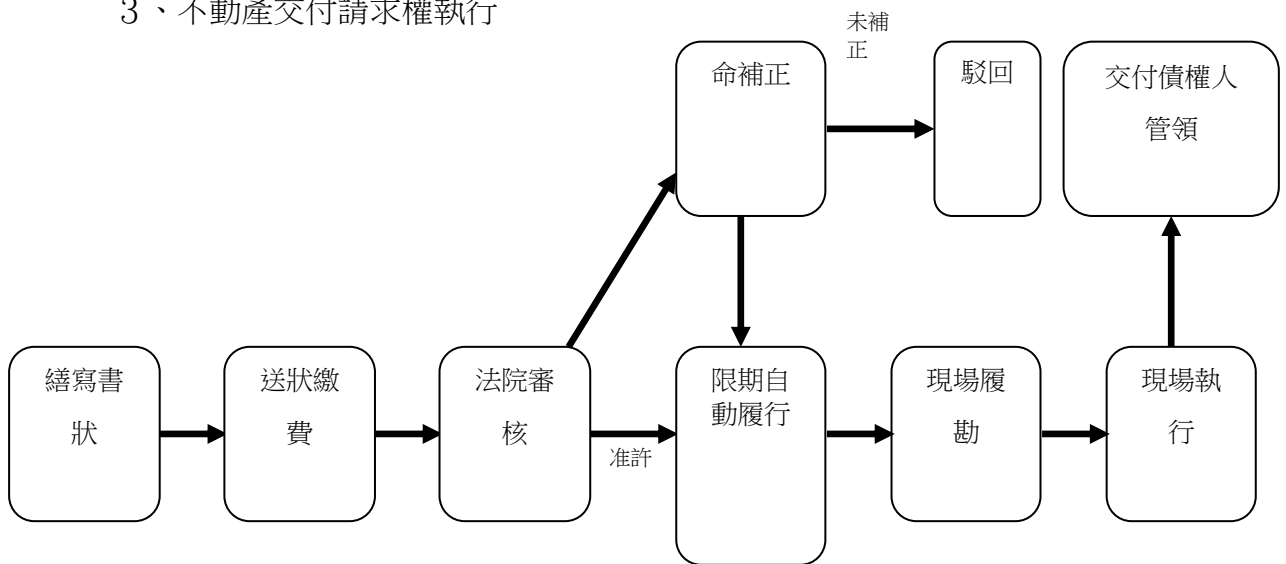 ３、不動產交付請求權執行
未補
正
命補正
駁回
交付債權人
管領
繕寫書
狀
送狀繳
費
法院審
核
准許
限期自
動履行
現場履
勘
現場執
行